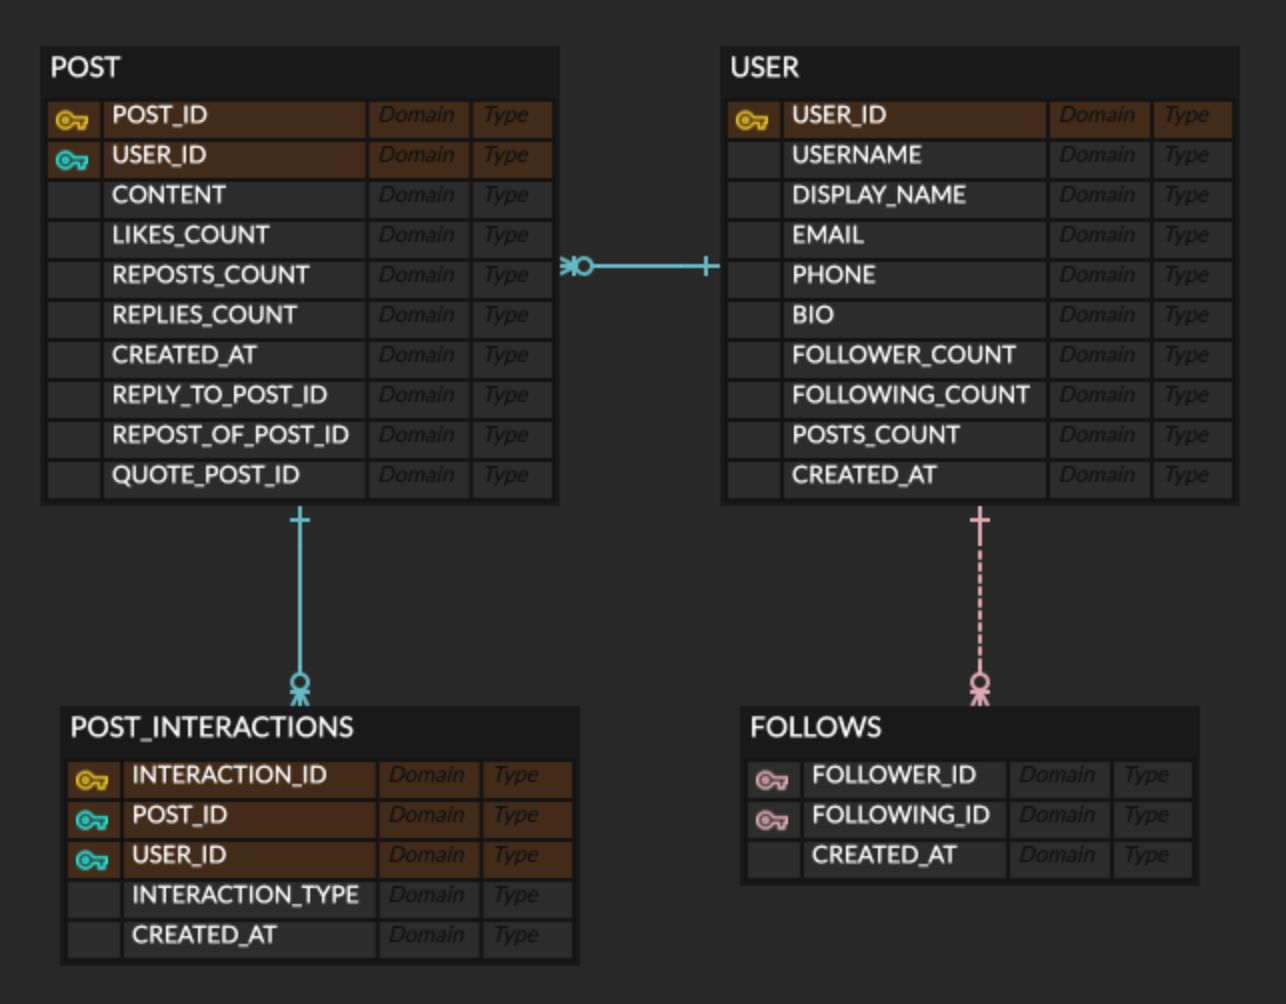 POST
POST_ID Domain Type
USER_ID Domain Type
CONTENT Domain Type
LIKES_COUNT Domain Type
REPOSTS_COUNT Domain Type
REPLIES_COUNT Domain Type
CREATED_AT Domain Type
REPLY_TO_POST_ID Domain Type
REPOST_OF_POST_ID Domain Type
QUOTE_POST_ID Domain Type
USER
USER_ID Domain Type
USERNAME Domain Type
DISPLAY_NAME Domain Type
EMAIL Domain Type
PHONE Domain Type
BIO Domain Type
FOLLOWER_COUNT Domain Type
FOLLOWING_COUNT Domain Type
POSTS_COUNT Domain Type
CREATED_AT Domain Type
POST_INTERACTIONS
INTERACTION_ID Domain Type
POST_ID Domain Type
USER_ID Domain Type
INTERACTION_TYPE Domain Type
CREATED_AT Domain Type
FOLLOWS
FOLLOWER_ID Domain Type
FOLLOWING_ID Domain Type
CREATED_AT Domain Type